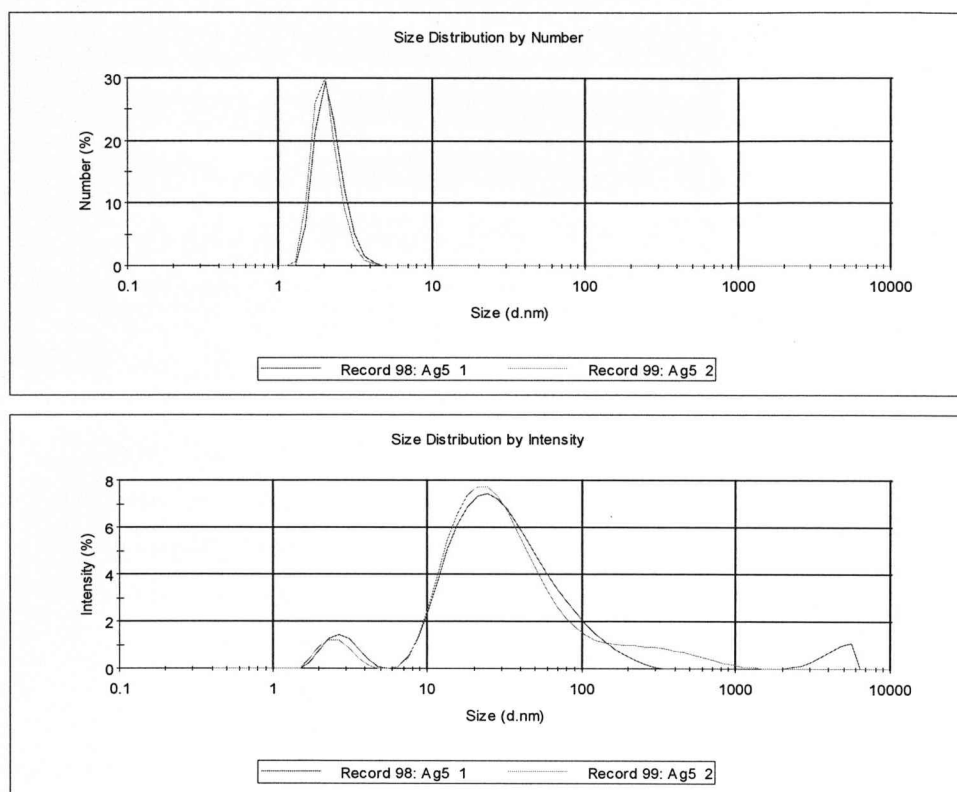 Size Distribution by Number
Number (%)
30
20
10
0
0.1 1 10 100 1000 10000
Size (d.nm)
Record 98: Ag5 1 Record 99: Ag5 2
Size Distribution by Intensity
Intensity (%)
8
6
4
2
0
0.1 1 10 100 1000 10000
Size (d.nm)
Record 98: Ag5 1 Record 99: Ag5 2